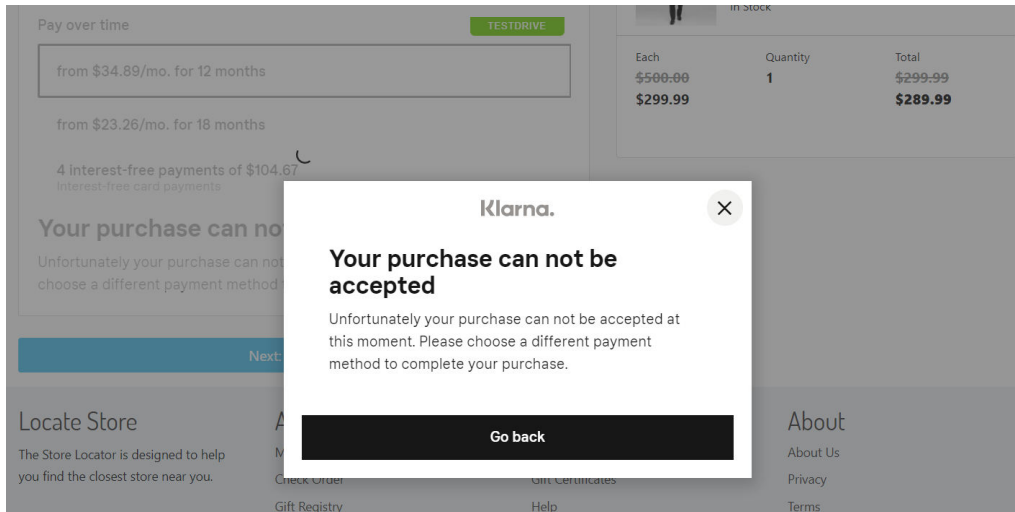 Pay over time
TESTDRIVE
from $34.89/mo. for 12 months
from $23.26/mo. for 18 months
4 interest-free payments of $104.67
Interest-free card payments
Your purchase can no
Unfortunately your purchase can not
choose a different payment method
Next:
in Stock
Each Quantity Total
$500.00 1 $299.99
$299.99 $289.99
Klarna.
Your purchase can not be
accepted
Unfortunately your purchase can not be accepted at
this moment. Please choose a different payment
method to complete your purchase.
Go back
Locate Store
The Store Locator is designed to help
you find the closest store near you.
Check Order
Gift Registry
Gift Certificates
Help
About
About Us
Privacy
Terms